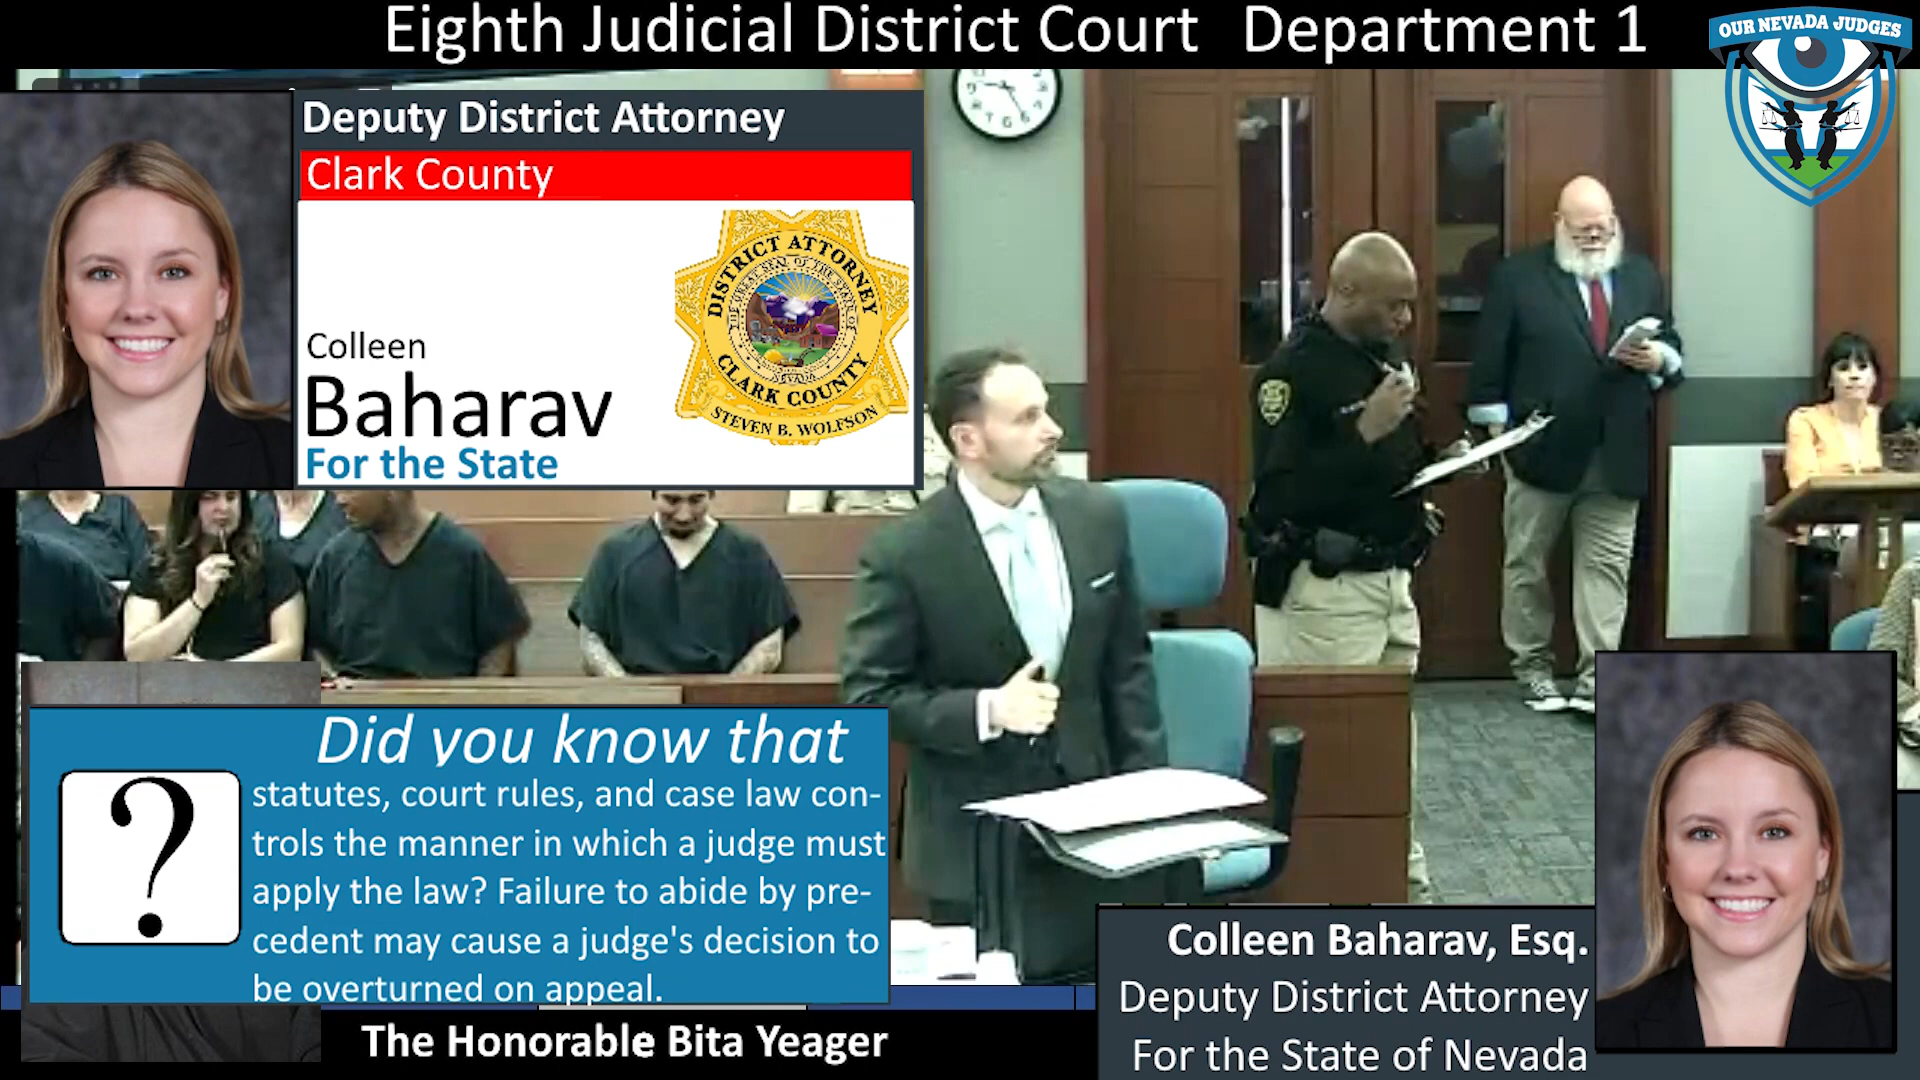 Eighth Judicial District Court Department 1
OUR NEVADA JUDGES
Deputy District Attorney
Clark County
DISTRICT ATTORNEY
CLARK COUNTY
STEVEN B. WOLFSON
Colleen
Baharav
For the State
Did you know that
statutes, court rules, and case law con-
trols the manner in which a judge must
apply the law? Failure to abide by pre-
cedent may cause a judge's decision to
be overturned on appeal.
?
The Honorable Bita Yeager
Colleen Baharav, Esq.
Deputy District Attorney
For the State of Nevada